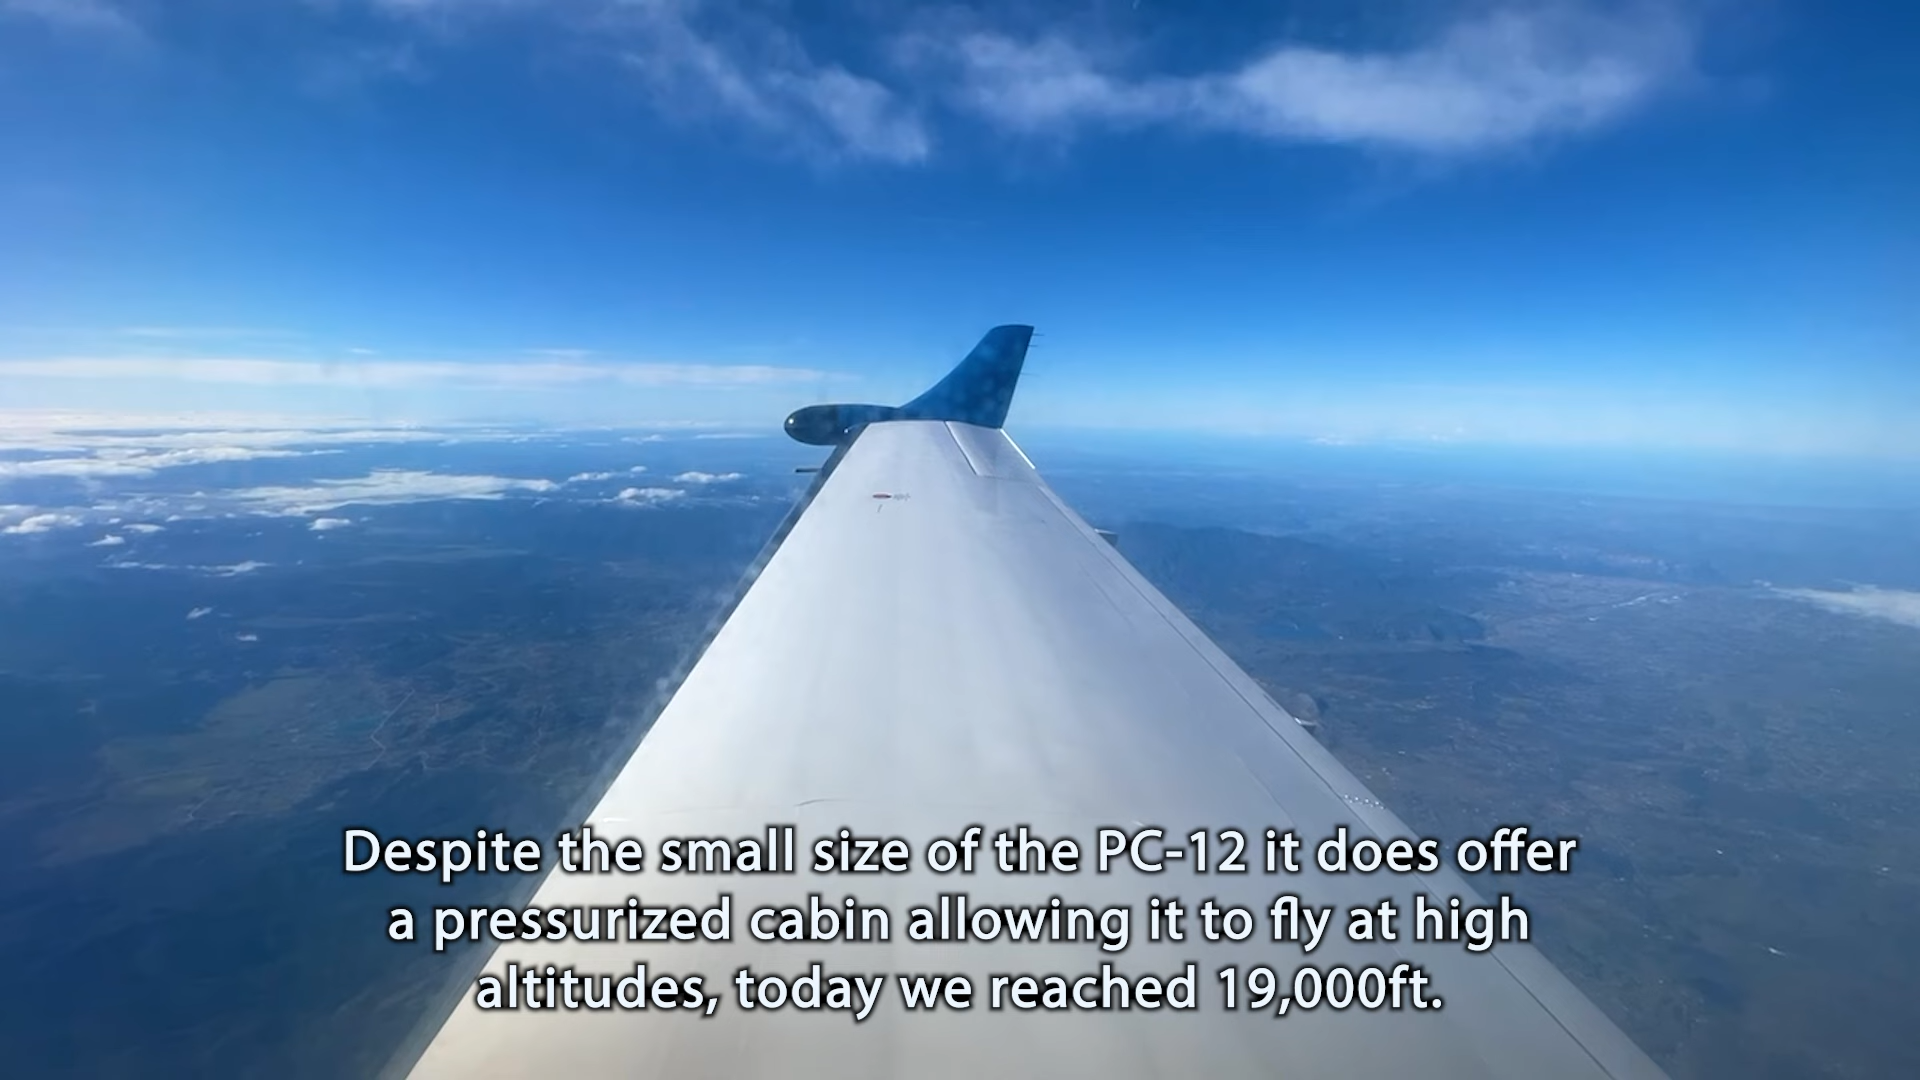 Despite the small size of the PC-12 it does offer
a pressurized cabin allowing it to fly at high
altitudes, today we reached 19,000ft.